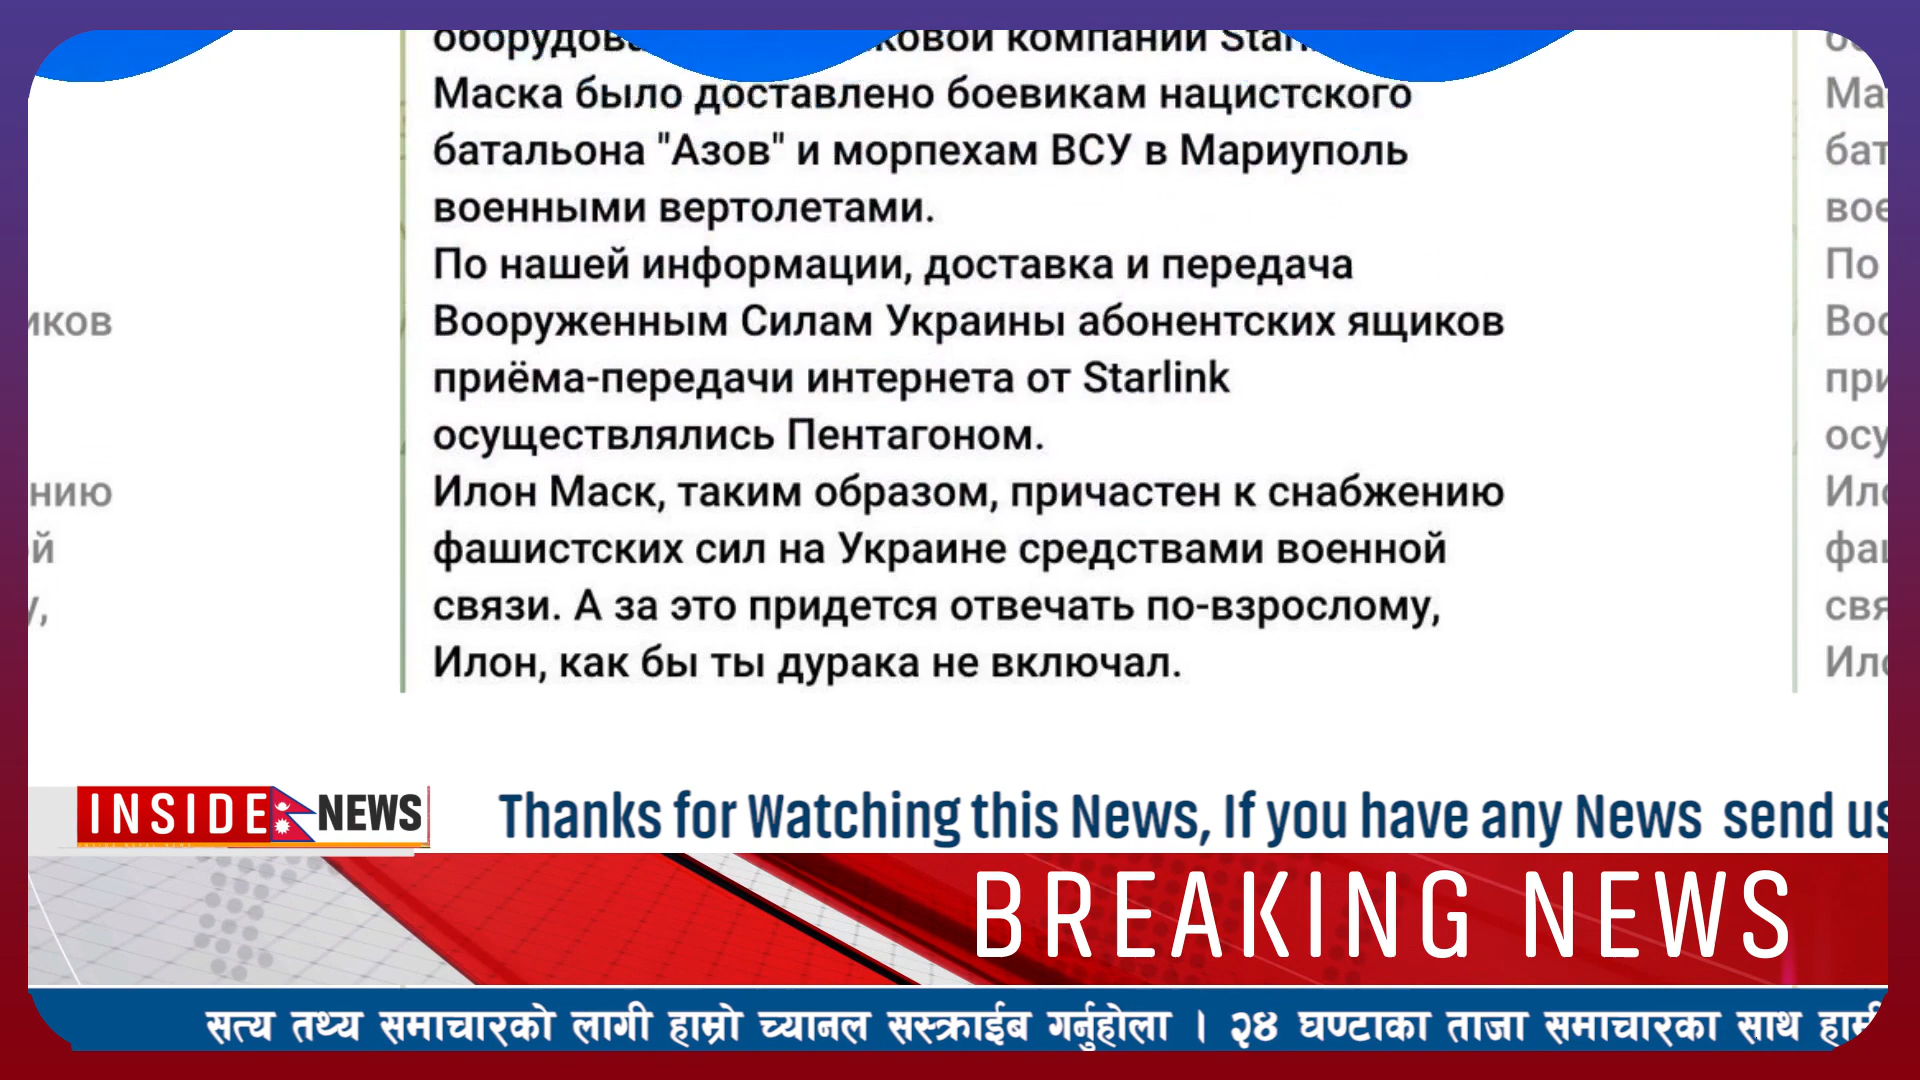 Маска было доставлено боевикам нацистского
батальона "Азов" и морпехам ВСУ в Мариуполь
военными вертолетами.
По нашей информации, доставка и передача
Вооруженным Силам Украины абонентских ящиков
приёма-передачи интернета от Starlink
осуществлялись Пентагоном.
Илон Маск, таким образом, причастен к снабжению
фашистских сил на Украине средствами военной
связи. А за это придется отвечать по-взрослому,
Илон, как бы ты дурака не включал.
INSIDE NEWS
Thanks for Watching this News, If you have any News send us
BREAKING NEWS
सत्य तथ्य समाचारको लागी हाम्रो च्यानल सस्क्राईब गर्नुहोला । २४ घण्टाका ताजा समाचारका साथ